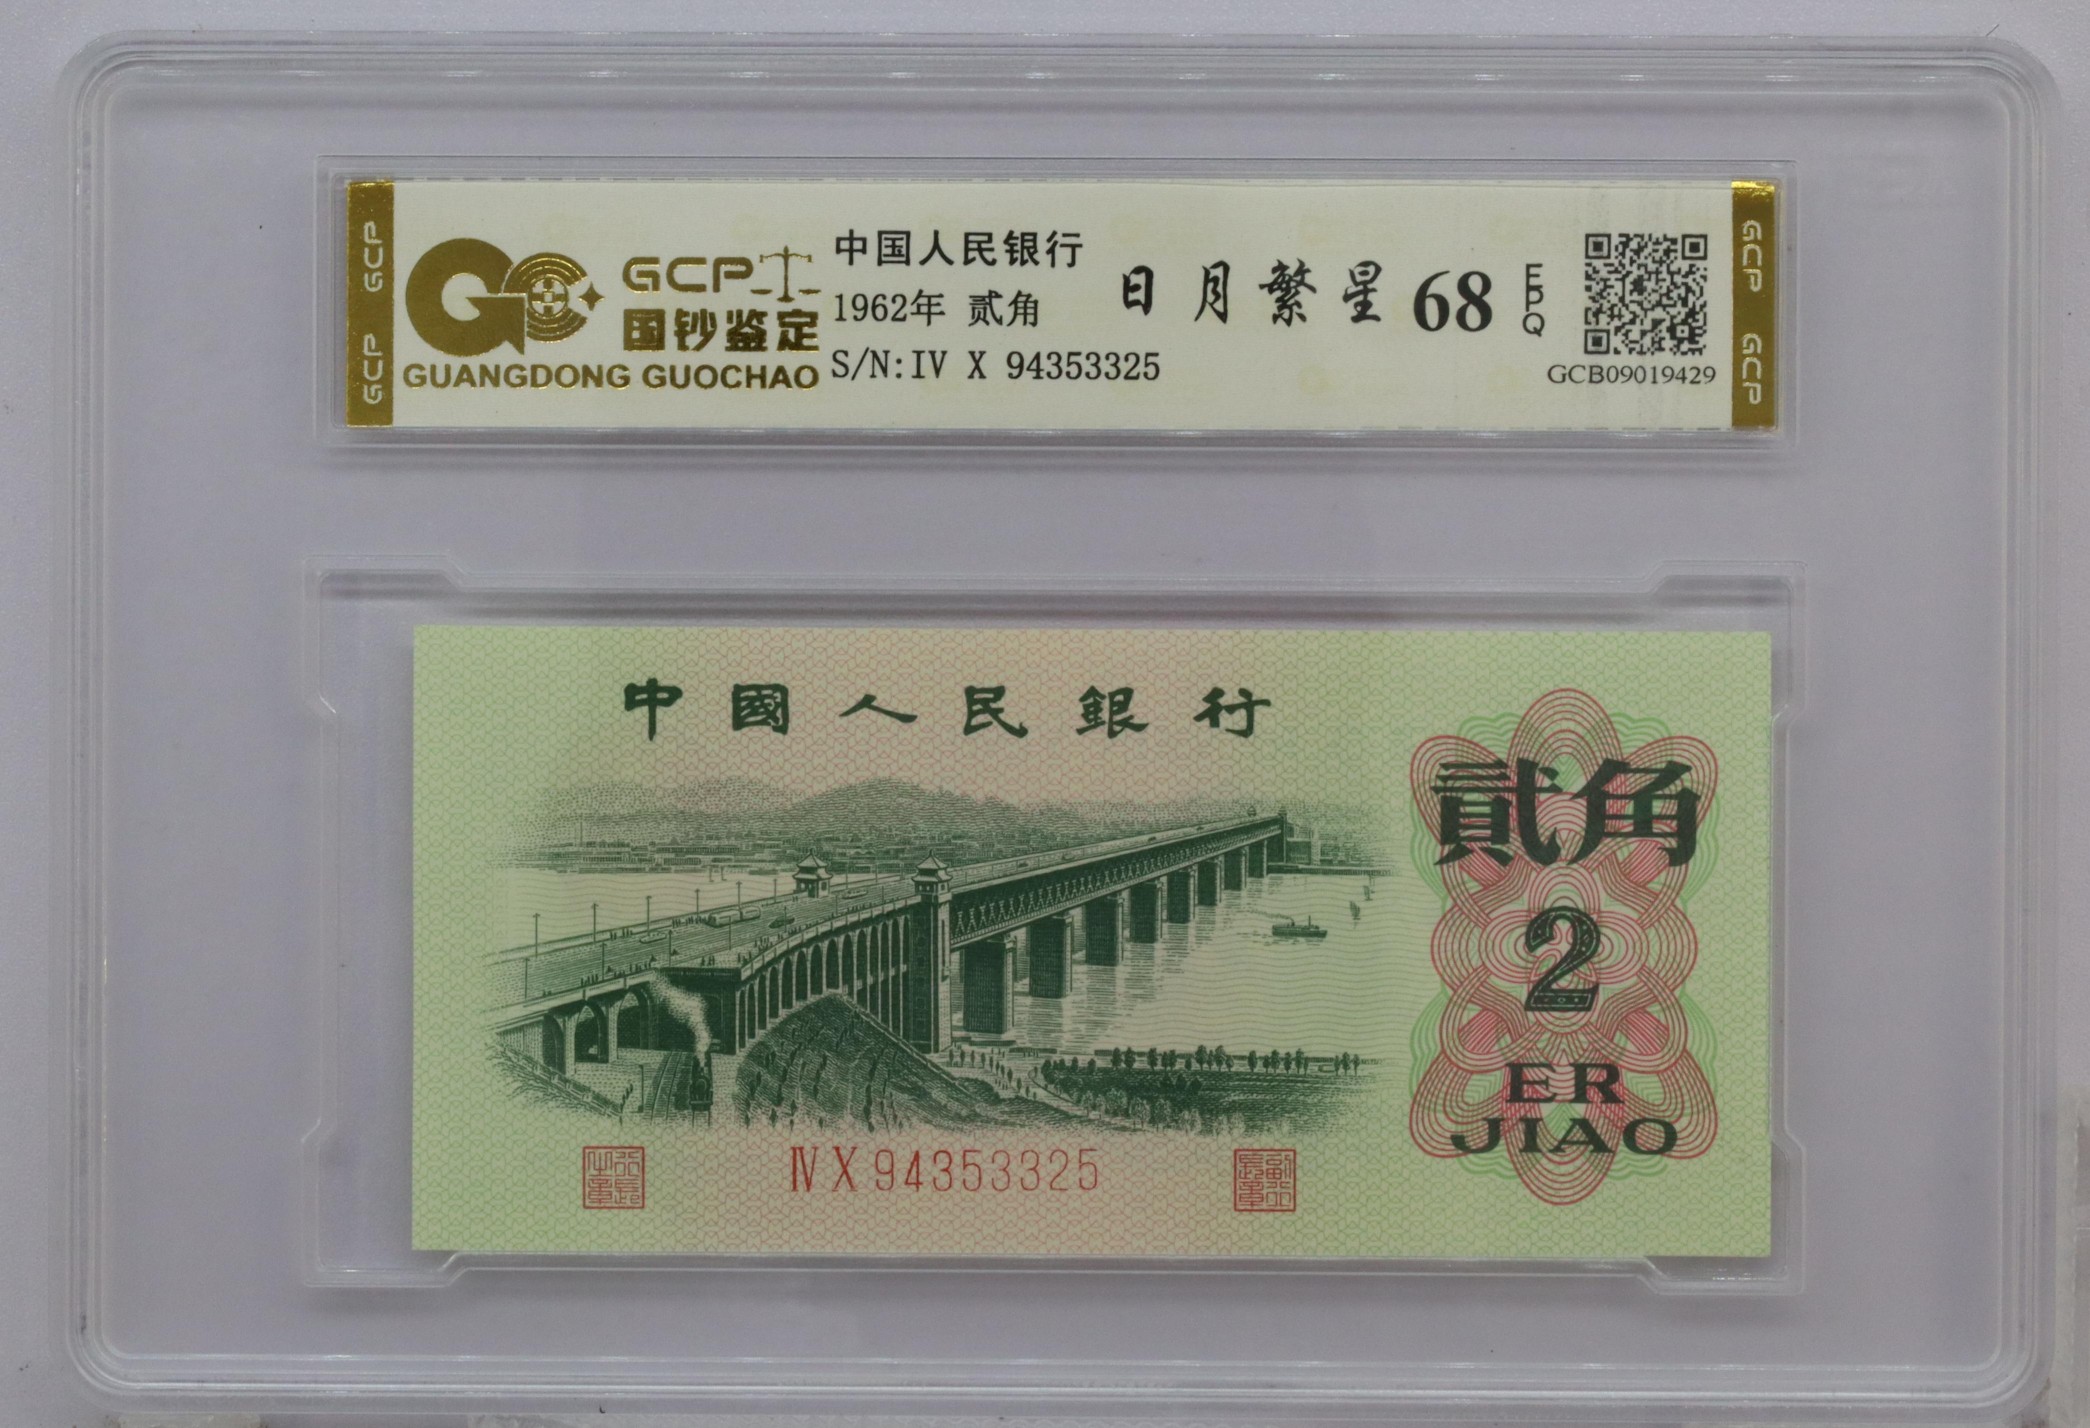 GCP GCP
GCP
国钞鉴定
GUANGDONG GUOCHAO
中国人民银行
1962年 贰角
S/N:IV X 94353325
日月繁星 68 EPQ
GCB09019429
GCP GCP
中國人民銀行
貳角
2
ER
JIAO
IV X 94353325